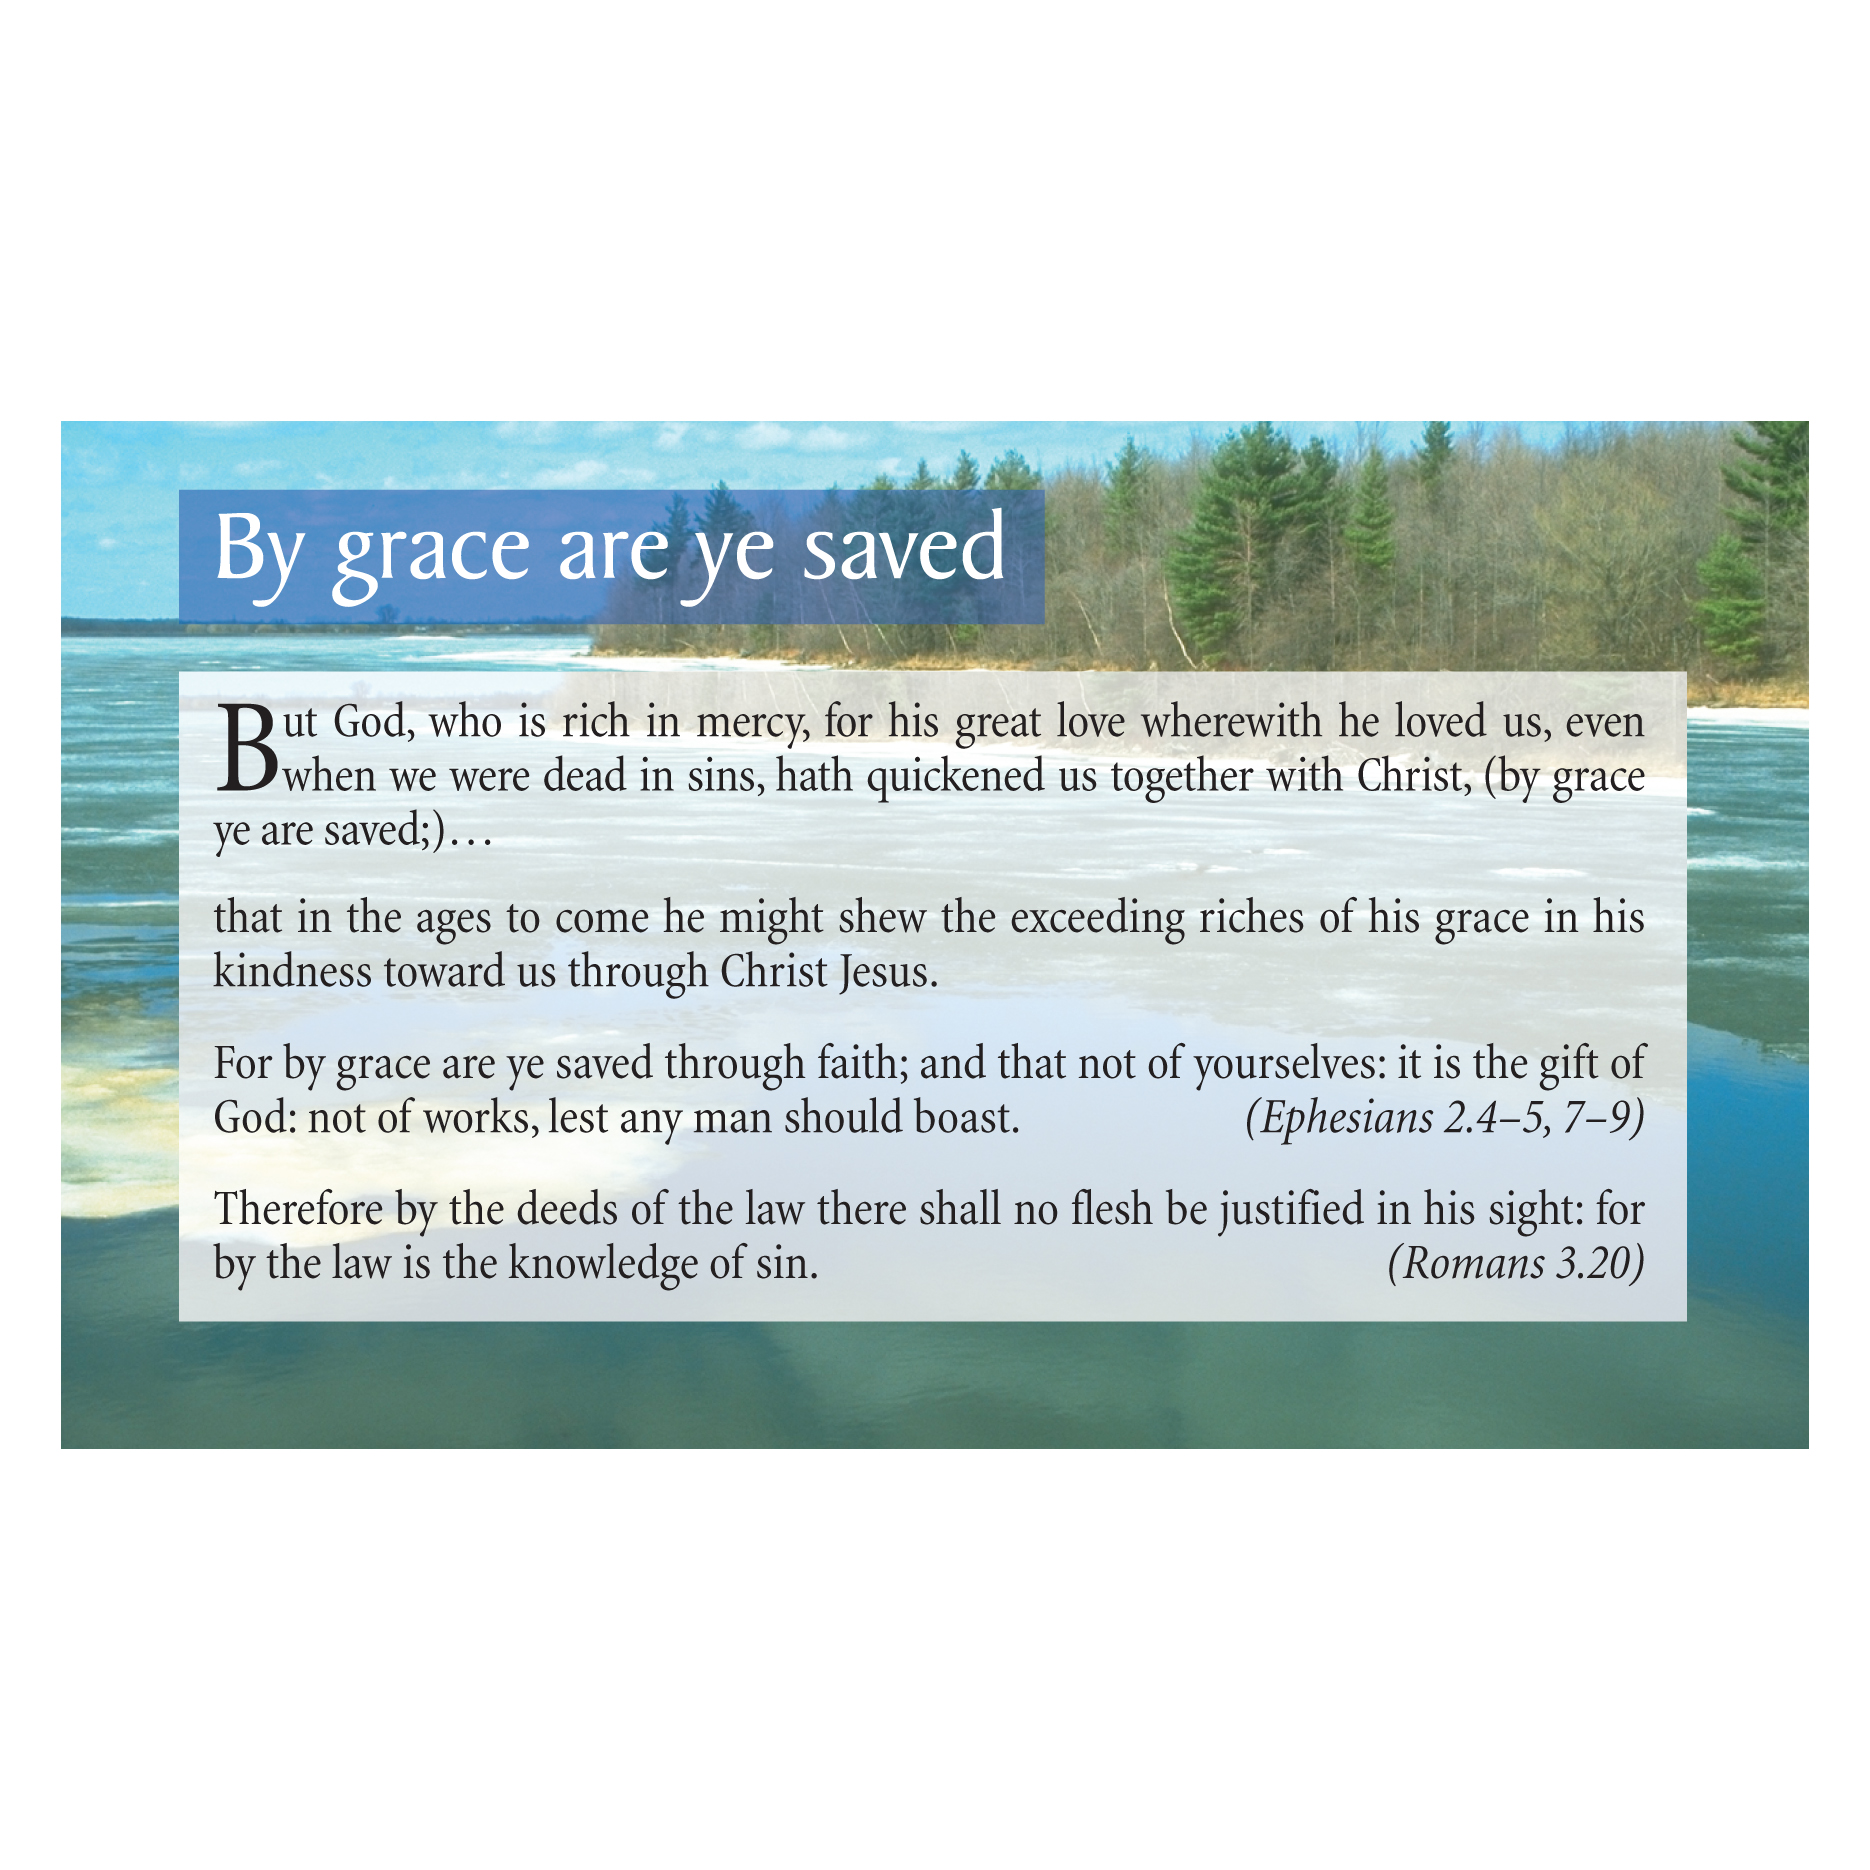 By grace are ye saved
But God, who is rich in mercy, for his great love wherewith he loved us, even
when we were dead in sins, hath quickened us together with Christ, (by grace
ye are saved;)…
that in the ages to come he might shew the exceeding riches of his grace in his
kindness toward us through Christ Jesus.
For by grace are ye saved through faith; and that not of yourselves: it is the gift of
God: not of works, lest any man should boast. (Ephesians 2.4–5, 7–9)
Therefore by the deeds of the law there shall no flesh be justified in his sight: for
by the law is the knowledge of sin. (Romans 3.20)